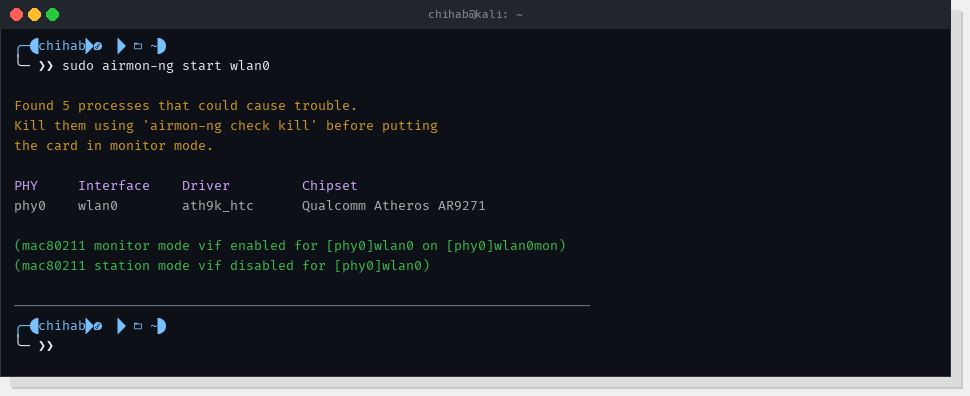 chihab@kali: ~
chihab ~
❯❯ sudo airmon-ng start wlan0
Found 5 processes that could cause trouble.
Kill them using 'airmon-ng check kill' before putting
the card in monitor mode.
PHY Interface Driver Chipset
phy0 wlan0 ath9k_htc Qualcomm Atheros AR9271
(mac80211 monitor mode vif enabled for [phy0]wlan0 on [phy0]wlan0mon)
(mac80211 station mode vif disabled for [phy0]wlan0)
chihab ~
❯❯